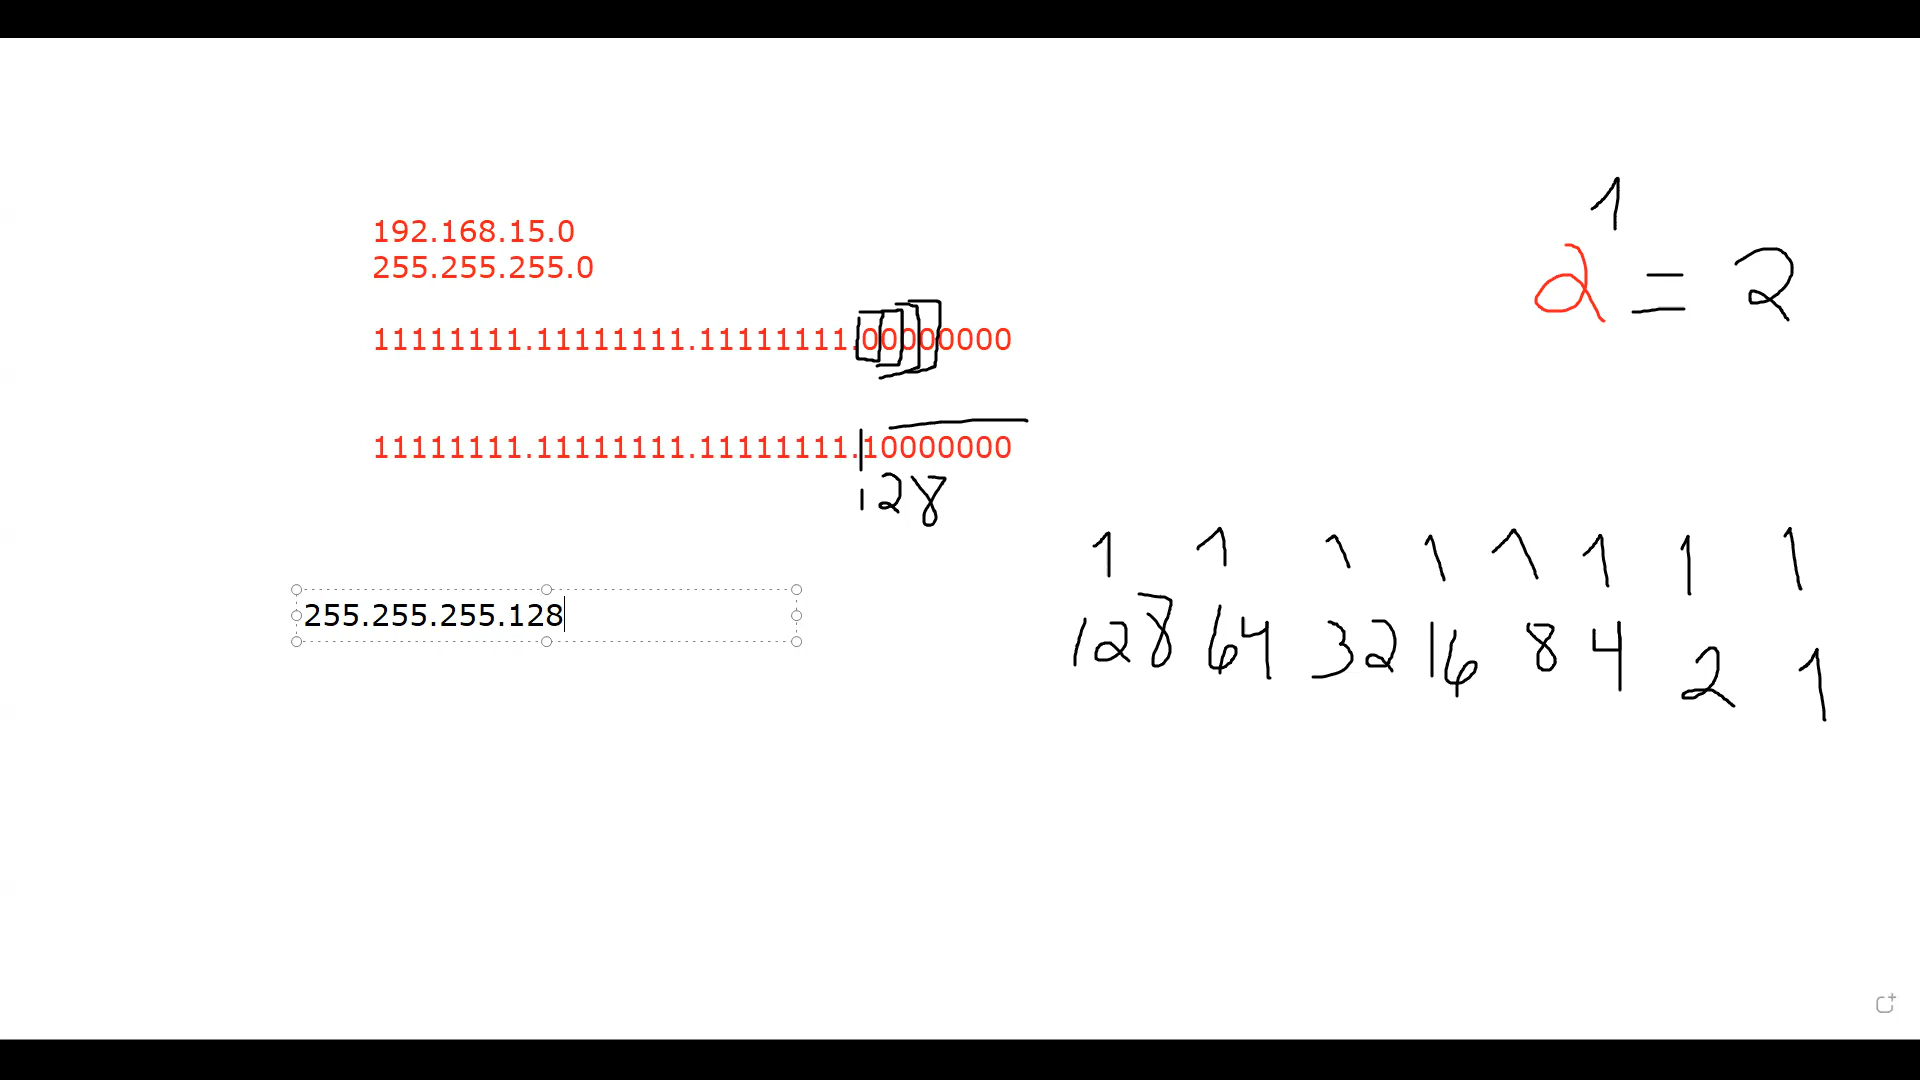 192.168.15.0
255.255.255.0
11111111.11111111.11111111.00000000
11111111.11111111.11111111.10000000
128
255.255.255.128
2¹ = 2
1 1 1 1 1 1 1 1
128 64 32 16 8 4 2 1